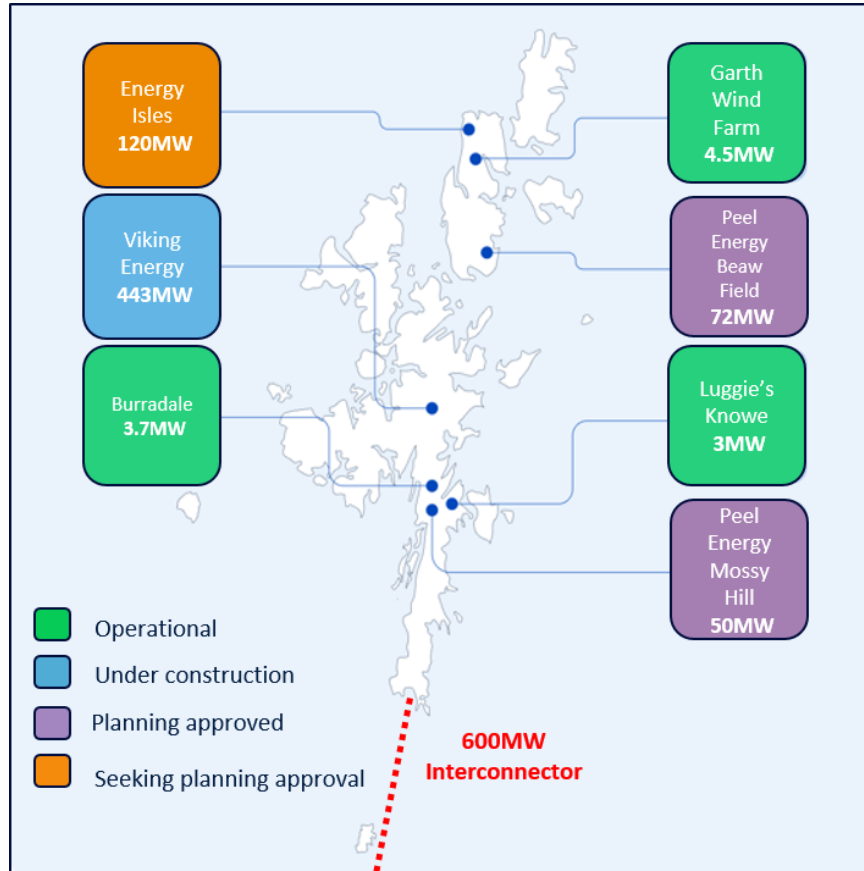 Energy
Isles
120MW
Viking
Energy
443MW
Burradale
3.7MW
Garth
Wind
Farm
4.5MW
Peel
Energy
Beaw
Field
72MW
Luggie's
Knowe
3MW
Peel
Energy
Mossy
Hill
50MW
Operational
Under construction
Planning approved
Seeking planning approval
600MW
Interconnector